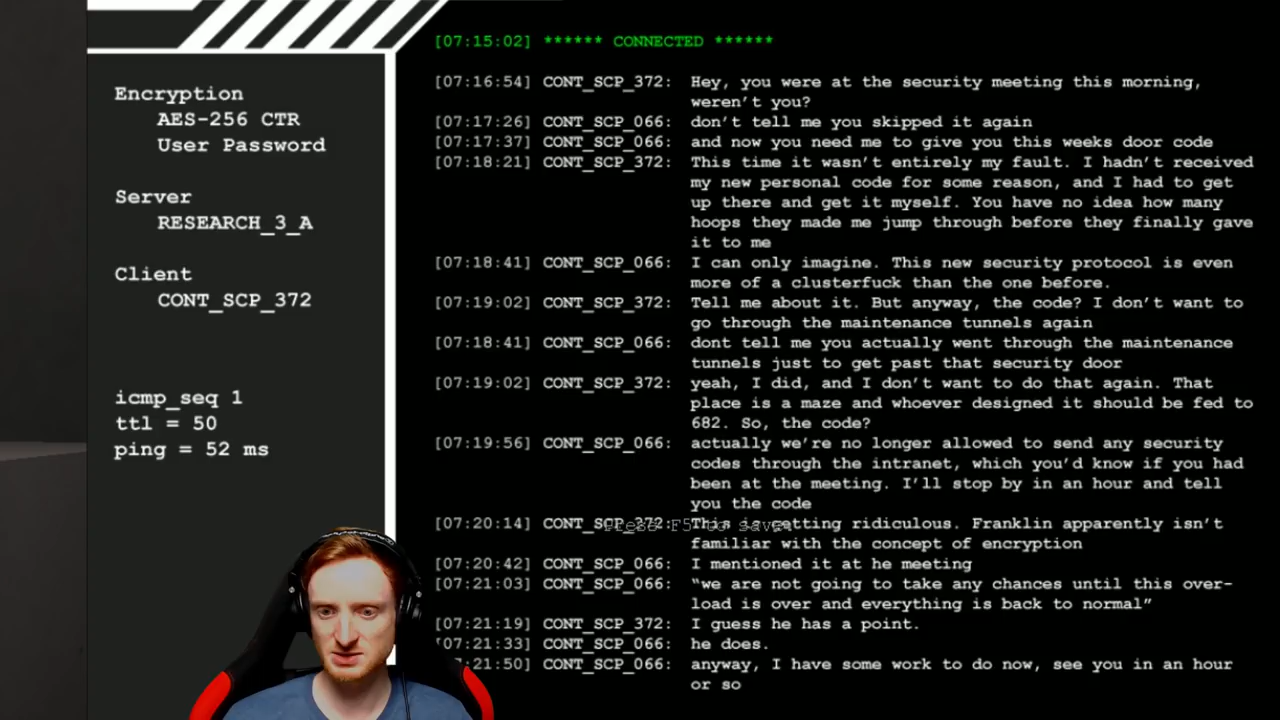 Encryption
AES-256 CTR
User Password
Server
RESEARCH_3_A
Client
CONT_SCP_372
icmp_seq 1
ttl = 50
ping = 52 ms
[07:15:02] ****** CONNECTED ******
[07:16:54] CONT_SCP_372: Hey, you were at the security meeting this morning,
weren't you?
[07:17:26] CONT_SCP_066: don't tell me you skipped it again
[07:17:37] CONT_SCP_066: and now you need me to give you this weeks door code
[07:18:21] CONT_SCP_372: This time it wasn't entirely my fault. I hadn't received
my new personal code for some reason, and I had to get
up there and get it myself. You have no idea how many
hoops they made me jump through before they finally gave
it to me
[07:18:41] CONT_SCP_066: I can only imagine. This new security protocol is even
more of a clusterfuck than the one before.
[07:19:02] CONT_SCP_372: Tell me about it. But anyway, the code? I don't want to
go through the maintenance tunnels again
[07:18:41] CONT_SCP_066: dont tell me you actually went through the maintenance
tunnels just to get past that security door
[07:19:02] CONT_SCP_372: yeah, I did, and I don't want to do that again. That
place is a maze and whoever designed it should be fed to
682. So, the code?
[07:19:56] CONT_SCP_066: actually we're no longer allowed to send any security
codes through the intranet, which you'd know if you had
been at the meeting. I'll stop by in an hour and tell
you the code
[07:20:14] CONT_SCP_372: This is getting ridiculous. Franklin apparently isn't
Press F5 to save.
familiar with the concept of encryption
[07:20:42] CONT_SCP_066: I mentioned it at he meeting
[07:21:03] CONT_SCP_066: "we are not going to take any chances until this over-
load is over and everything is back to normal"
[07:21:19] CONT_SCP_372: I guess he has a point.
[07:21:33] CONT_SCP_066: he does.
:21:50] CONT_SCP_066: anyway, I have some work to do now, see you in an hour
or so